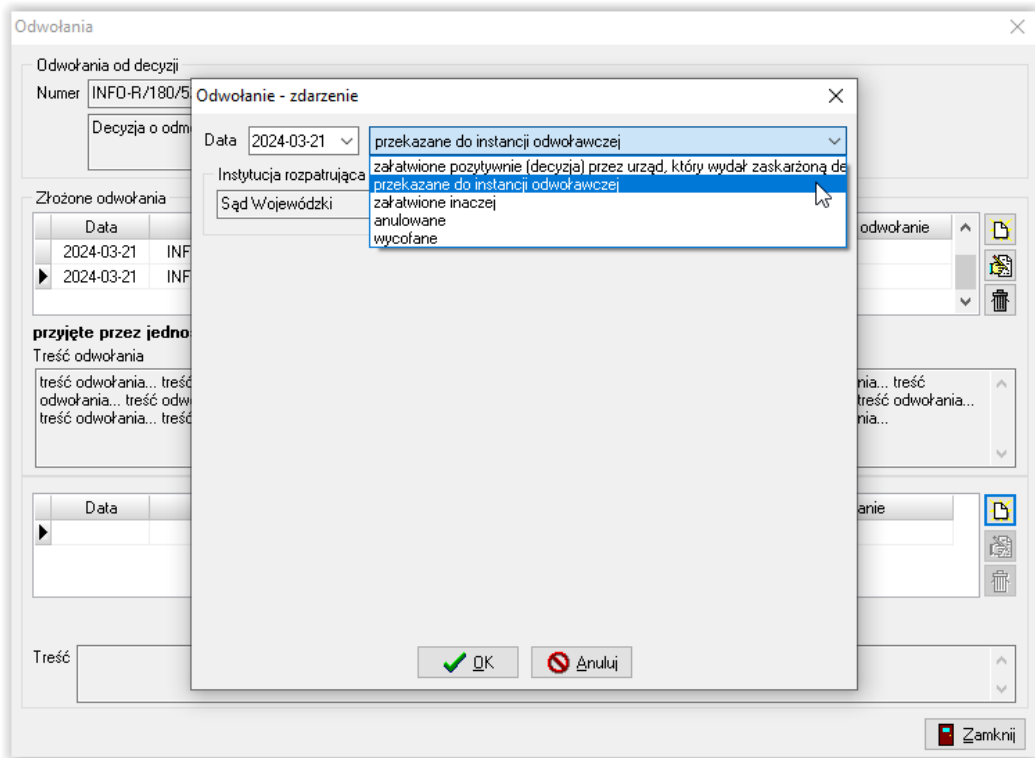 Odwołania
Odwołania od decyzji
Numer INFO-R/180/5
Decyzja o odm
Odwołanie - zdarzenie
Data 2024-03-21 przekazane do instancji odwoławczej
załatwione pozytywnie (decyzja) przez urząd, który wydał zaskarżoną de
przekazane do instancji odwoławczej
załatwione inaczej
anulowane
wycofane
Instytucja rozpatrująca
Sąd Wojewódzki
Złożone odwołania
Data odwołanie
2024-03-21 INF
2024-03-21 INF
przyjęte przez jedno
Treść odwołania
treść odwołania... treść nia... treść
odwołania... treść odw treść odwołania...
treść odwołania... treść nia...
Data anie
Treść
OK Anuluj
Zamknij